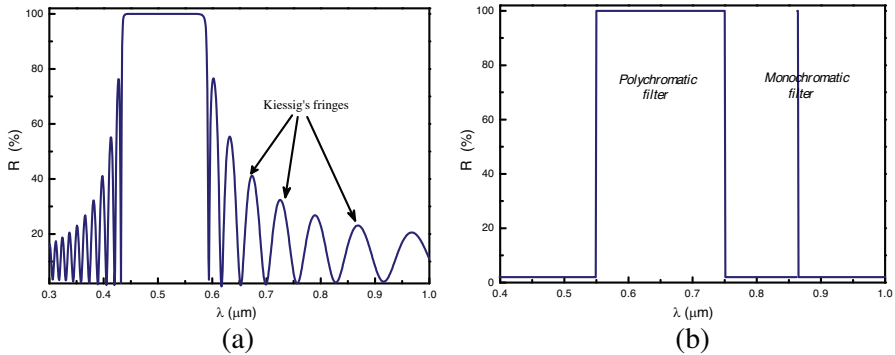 100
80
60
40
20
R (%)
Kiessig's fringes
0.3 0.4 0.5 0.6 0.7 0.8 0.9 1.0
λ (µm)
(a)
100
80
60
40
20
0
R (%)
Polychromatic
filter
Monochromatic
filter
0.4 0.5 0.6 0.7 0.8 0.9 1.0
λ (µm)
(b)